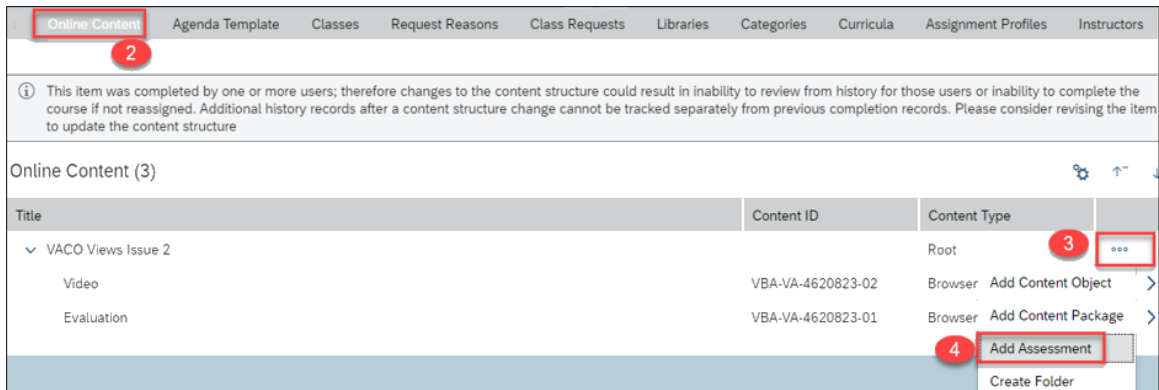 Online Content Agenda Template Classes Request Reasons Class Requests Libraries Categories Curricula Assignment Profiles Instructors
2
This item was completed by one or more users; therefore changes to the content structure could result in inability to review from history for those users or inability to complete the
course if not reassigned. Additional history records after a content structure change cannot be tracked separately from previous completion records. Please consider revising the item
to update the content structure
Online Content (3)
Title Content ID Content Type
VACO Views Issue 2 Root 3
Video VBA-VA-4620823-02 Browser Add Content Object
Evaluation VBA-VA-4620823-01 Browser Add Content Package
4 Add Assessment
Create Folder